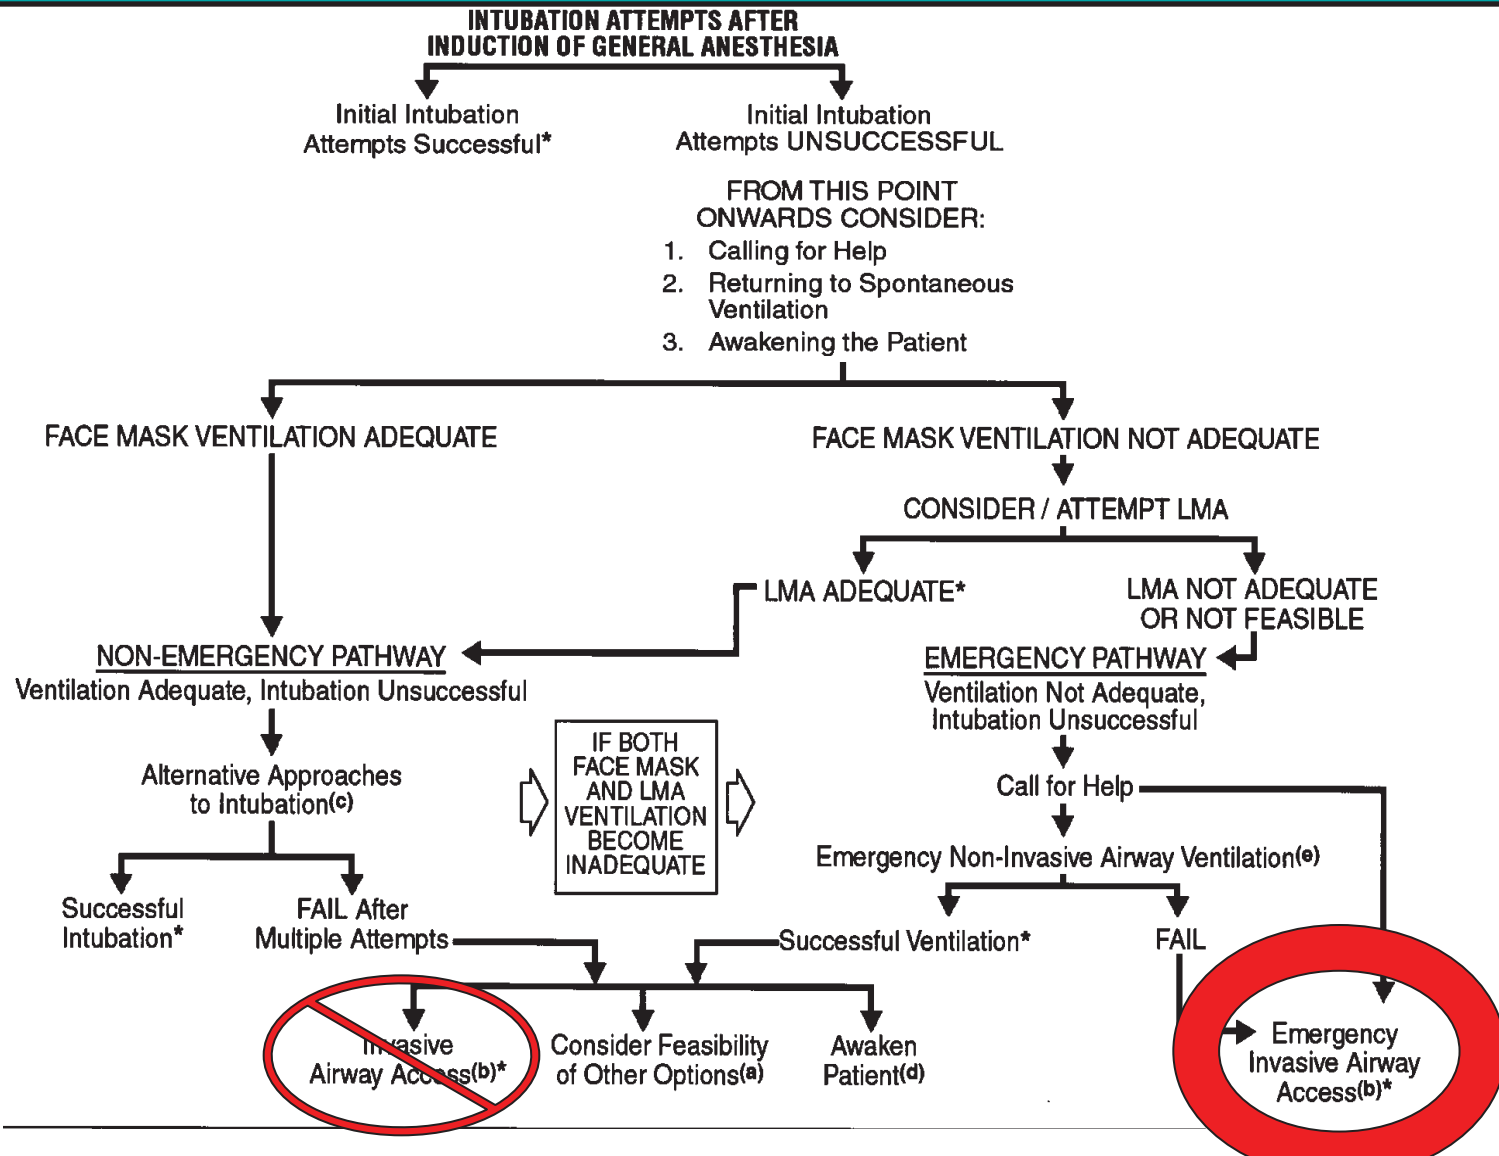 INTUBATION ATTEMPTS AFTER
INDUCTION OF GENERAL ANESTHESIA
Initial Intubation
Attempts Successful*
Initial Intubation
Attempts UNSUCCESSFUL
FROM THIS POINT
ONWARDS CONSIDER:
1. Calling for Help
2. Returning to Spontaneous
Ventilation
3. Awakening the Patient
FACE MASK VENTILATION ADEQUATE
FACE MASK VENTILATION NOT ADEQUATE
CONSIDER / ATTEMPT LMA
LMA ADEQUATE*
LMA NOT ADEQUATE
OR NOT FEASIBLE
NON-EMERGENCY PATHWAY
Ventilation Adequate, Intubation Unsuccessful
EMERGENCY PATHWAY
Ventilation Not Adequate,
Intubation Unsuccessful
Alternative Approaches
to Intubation(c)
IF BOTH
FACE MASK
AND LMA
VENTILATION
BECOME
INADEQUATE
Call for Help
Emergency Non-Invasive Airway Ventilation(e)
Successful
Intubation*
FAIL After
Multiple Attempts
Successful Ventilation*
FAIL
Invasive
Airway Access(b)*
Consider Feasibility
of Other Options(a)
Awaken
Patient(d)
Emergency
Invasive Airway
Access(b)*